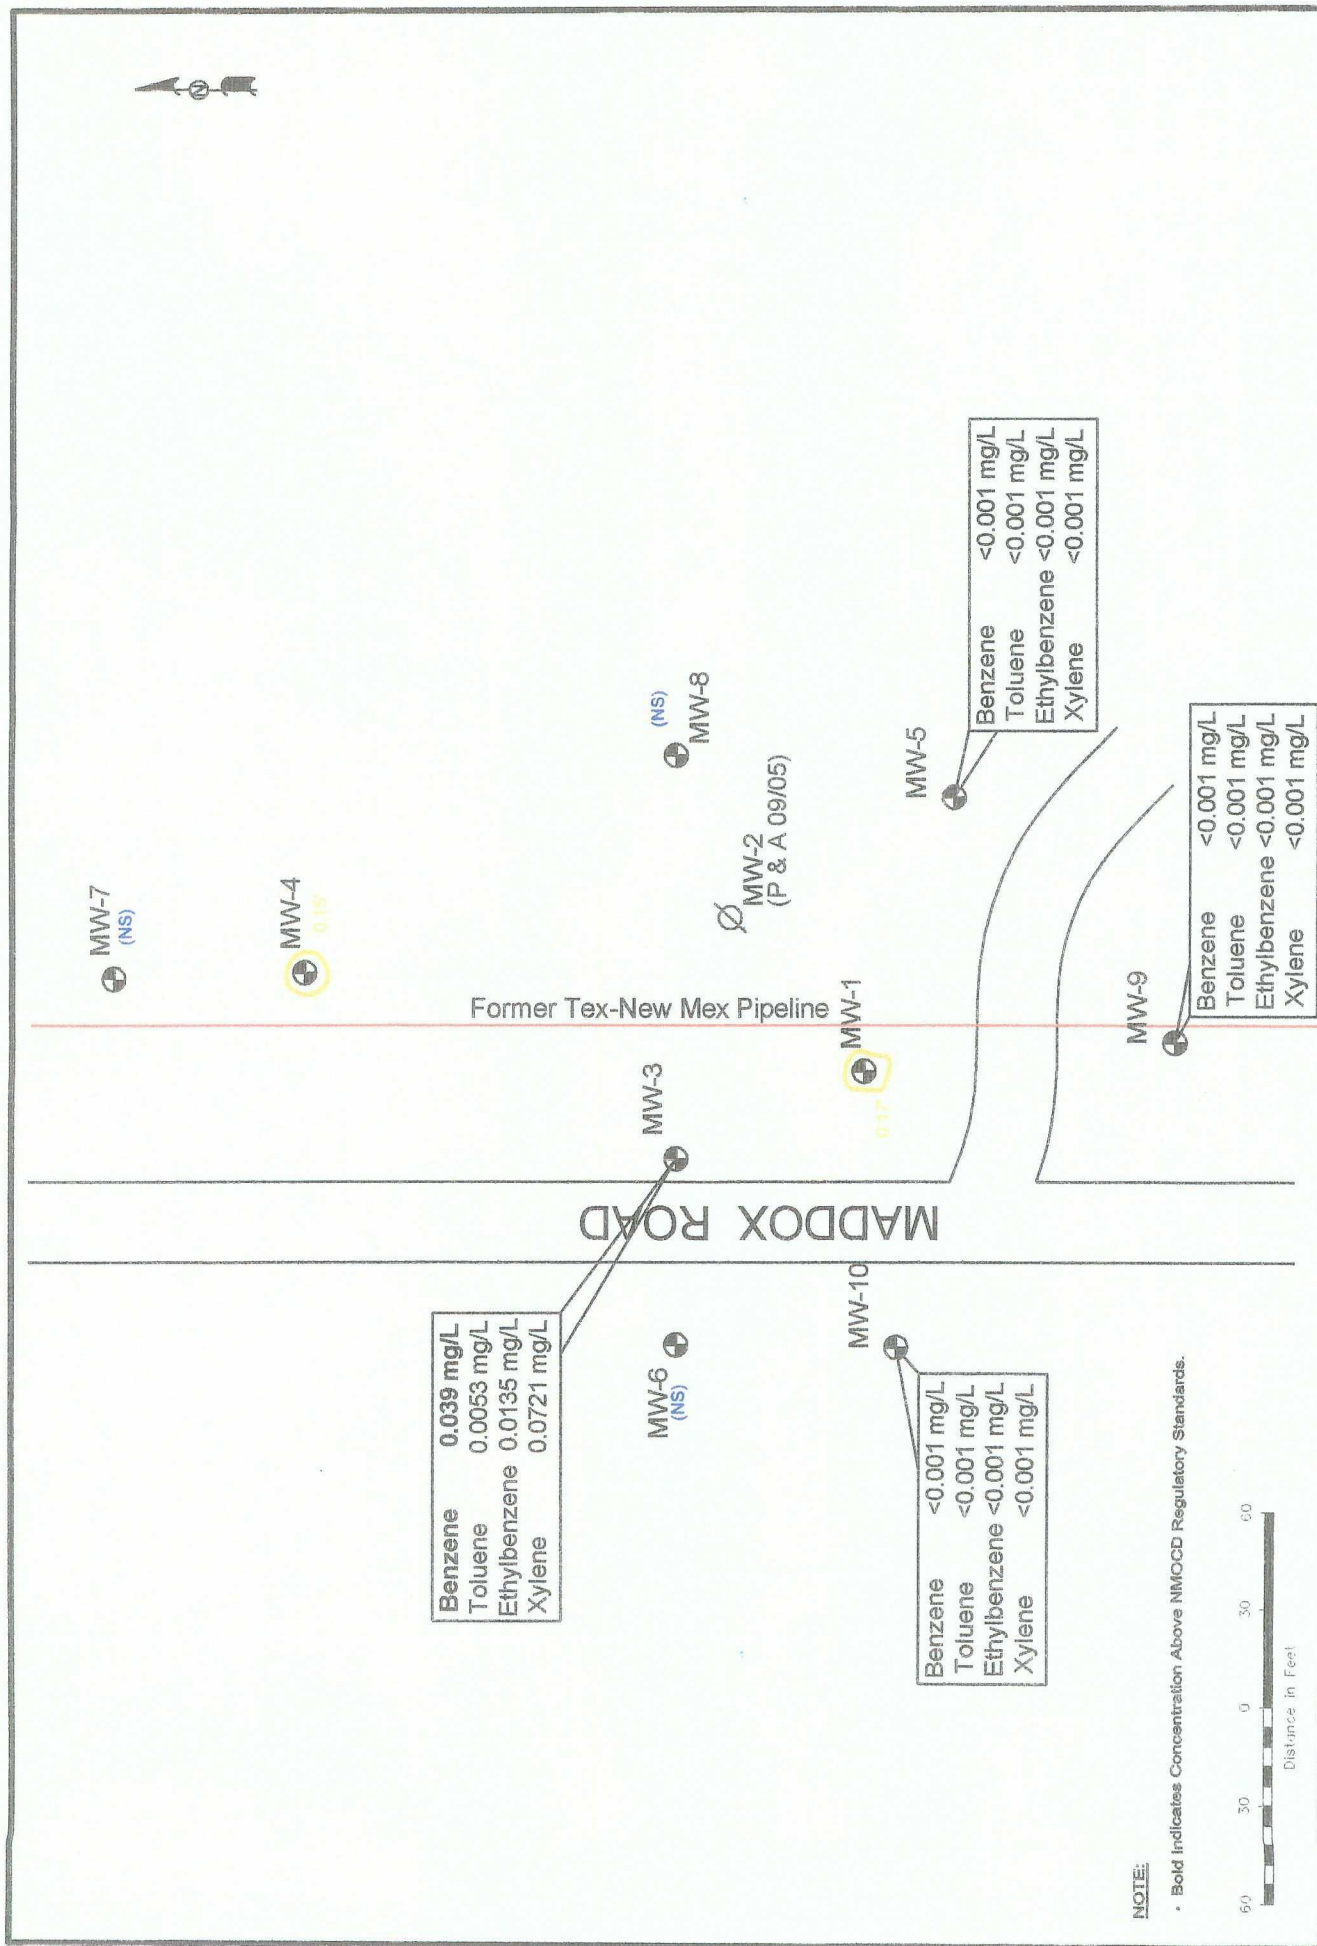 N
MW-7
(NS)
MW-4
0.15'
Former Tex-New Mex Pipeline
Benzene 0.039 mg/L
Toluene 0.0053 mg/L
Ethylbenzene 0.0135 mg/L
Xylene 0.0721 mg/L
MW-3
(NS)
MW-8
MW-6
(NS)
MW-2
(P & A 09/05)
MADDOX ROAD
MW-1
0.17'
MW-10
Benzene <0.001 mg/L
Toluene <0.001 mg/L
Ethylbenzene <0.001 mg/L
Xylene <0.001 mg/L
MW-5
Benzene <0.001 mg/L
Toluene <0.001 mg/L
Ethylbenzene <0.001 mg/L
Xylene <0.001 mg/L
MW-9
Benzene <0.001 mg/L
Toluene <0.001 mg/L
Ethylbenzene <0.001 mg/L
Xylene <0.001 mg/L
NOTE:
• Bold Indicates Concentration Above NMOCD Regulatory Standards.
60 30 0 30 60
Distance in Feet